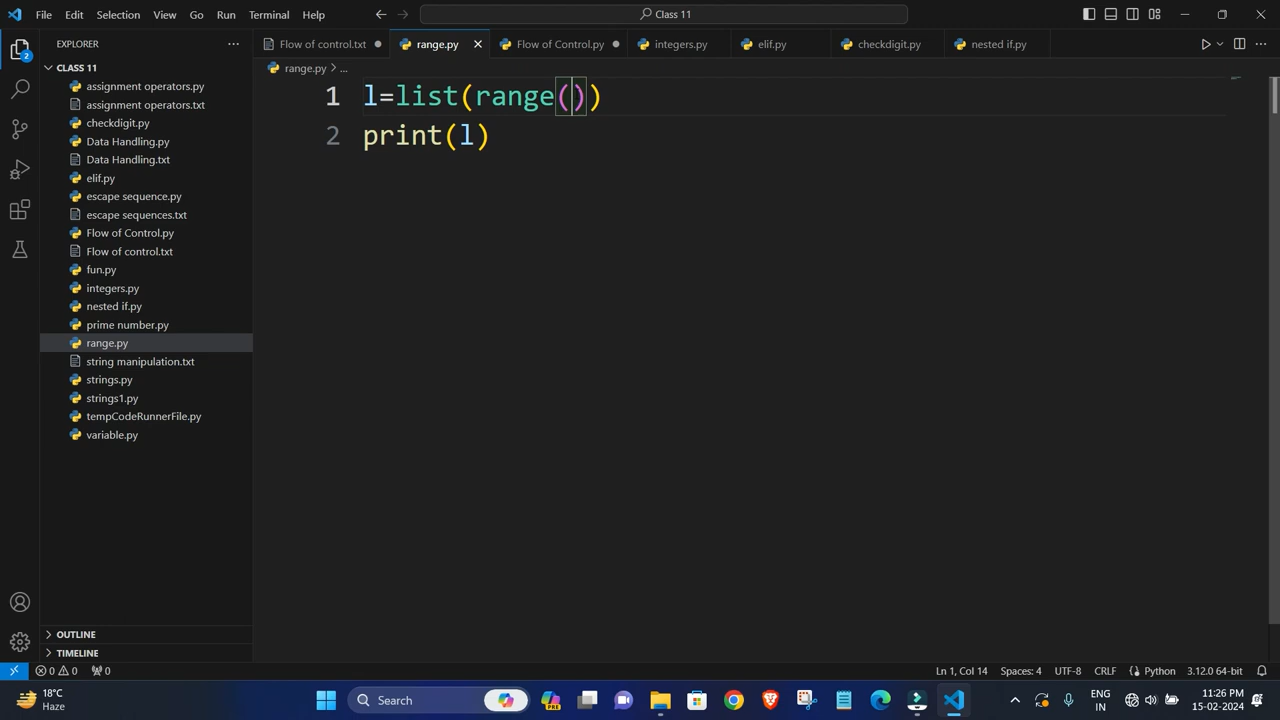 File Edit Selection View Go Run Terminal Help Class 11
EXPLORER
Flow of control.txt range.py Flow of Control.py integers.py elif.py checkdigit.py nested if.py
CLASS 11
range.py > ...
assignment operators.py
assignment operators.txt
checkdigit.py
Data Handling.py
Data Handling.txt
elif.py
escape sequence.py
escape sequences.txt
Flow of Control.py
Flow of control.txt
fun.py
integers.py
nested if.py
prime number.py
range.py
string manipulation.txt
strings.py
strings1.py
tempCodeRunnerFile.py
variable.py
OUTLINE
TIMELINE
2
1 l=list(range())
2 print(l)
0 0 0 Ln 1, Col 14 Spaces: 4 UTF-8 CRLF Python 3.12.0 64-bit
18°C
Haze
Search
PRE
ENG
IN
11:26 PM
15-02-2024